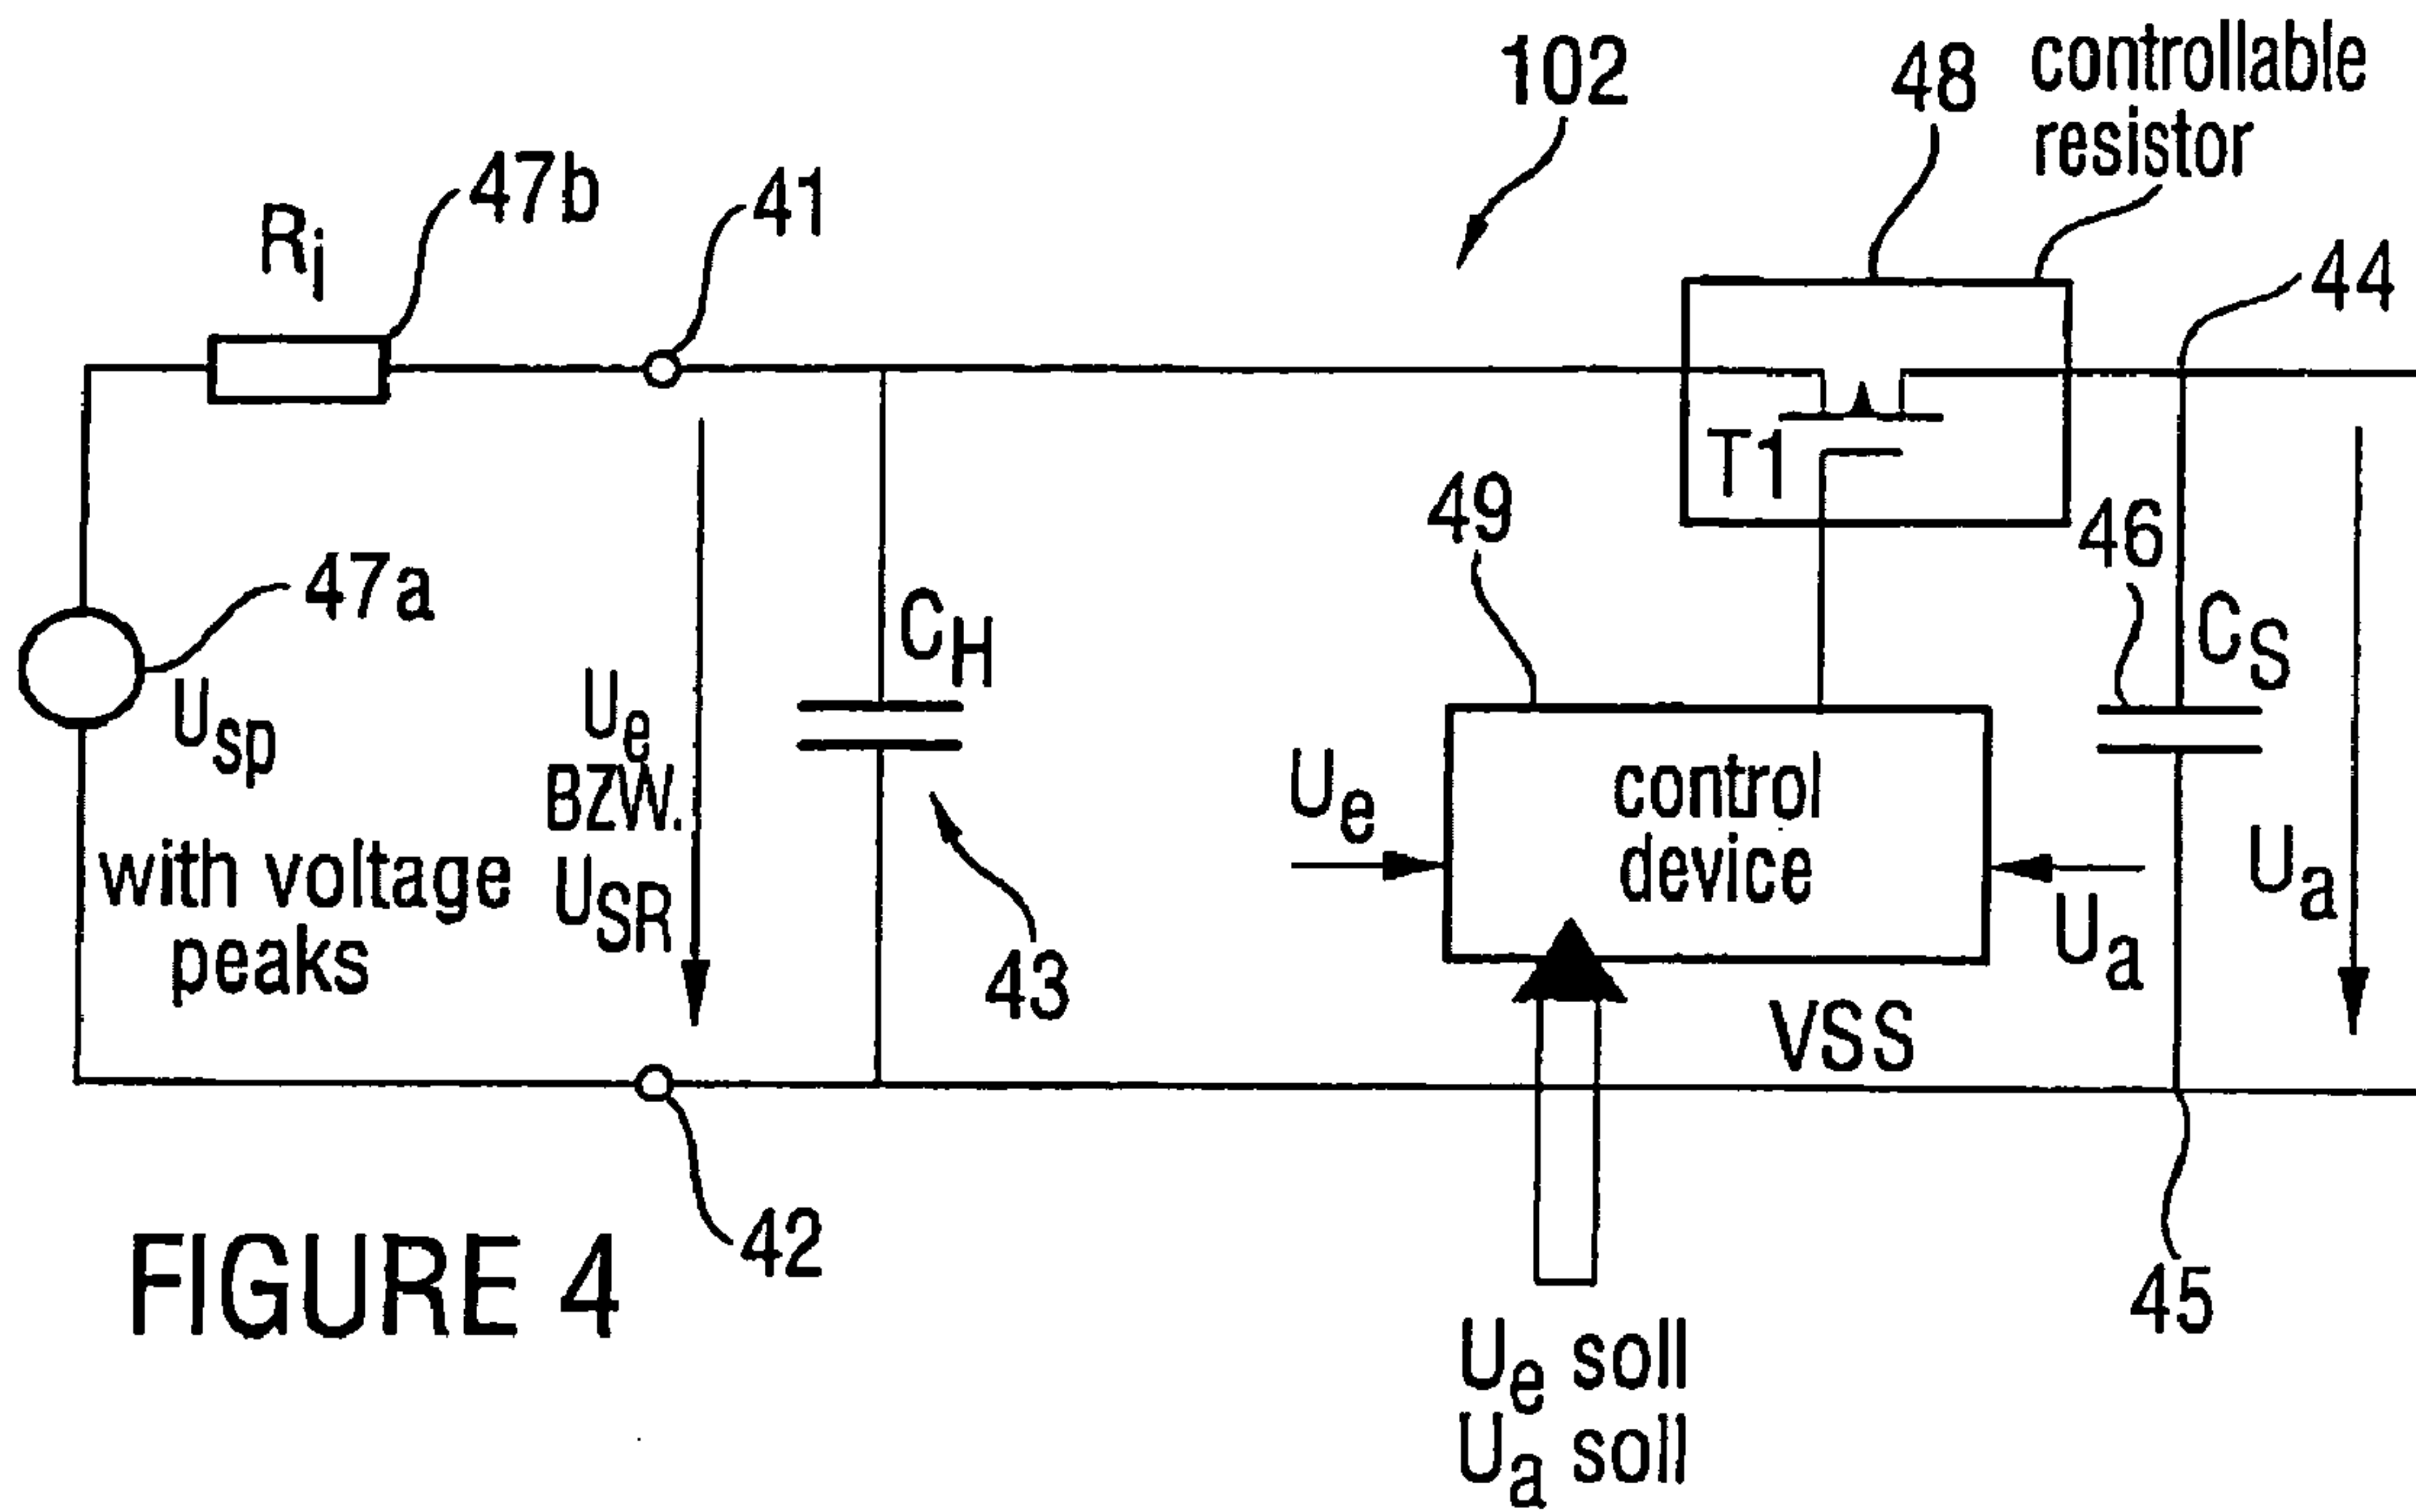 102
48
controllable
resistor
47b
41
Ri
44
47a
49
T1
46
CH
CS
Usp
Ue
BZW.
USR
with voltage
peaks
Ue
control
device
Ua
Ua
43
VSS
42
45
FIGURE 4
Ue soll
Ua soll